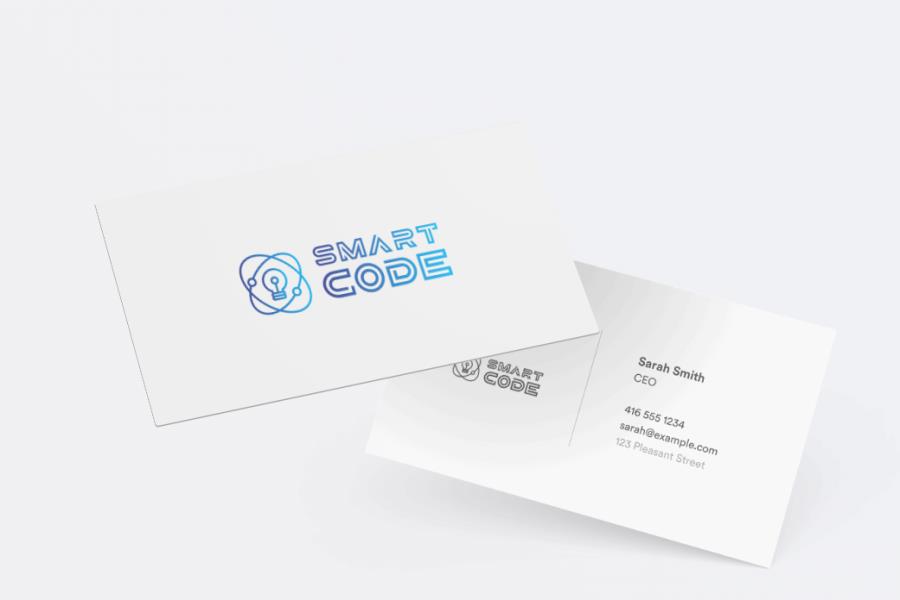 SMART
CODE
SMART
CODE
Sarah Smith
CEO
416 555 1234
sarah@example.com
123 Pleasant Street